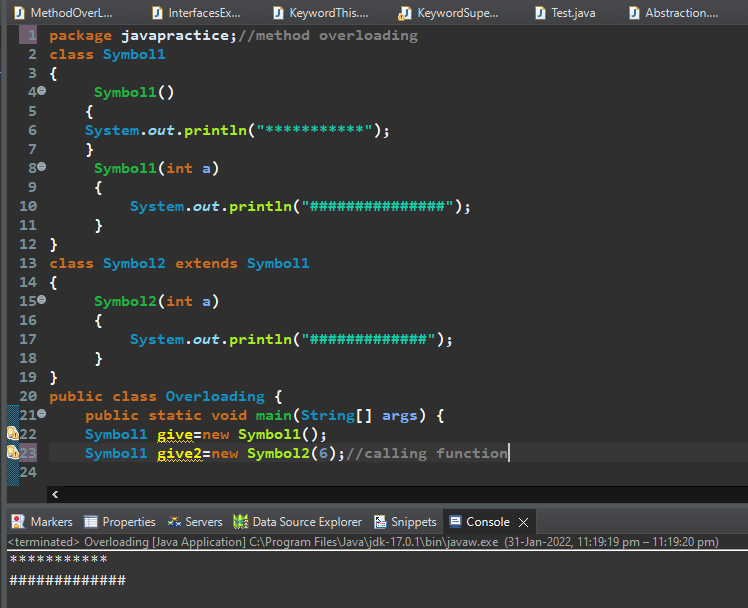 MethodOverL... InterfacesEx... KeywordThis.... KeywordSupe... Test.java Abstraction....
1 package javapractice;//method overloading
2 class Symbol1
3 {
4 Symbol1()
5 {
6 System.out.println("***********");
7 }
8 Symbol1(int a)
9 {
10 System.out.println("###############");
11 }
12 }
13 class Symbol2 extends Symbol1
14 {
15 Symbol2(int a)
16 {
17 System.out.println("#############");
18 }
19 }
20 public class Overloading {
21 public static void main(String[] args) {
22 Symbol1 give=new Symbol1();
23 Symbol1 give2=new Symbol2(6);//calling function
24
Markers Properties Servers Data Source Explorer Snippets Console
<terminated> Overloading [Java Application] C:\Program Files\Java\jdk-17.0.1\bin\javaw.exe (31-Jan-2022, 11:19:19 pm – 11:19:20 pm)
***********
#############